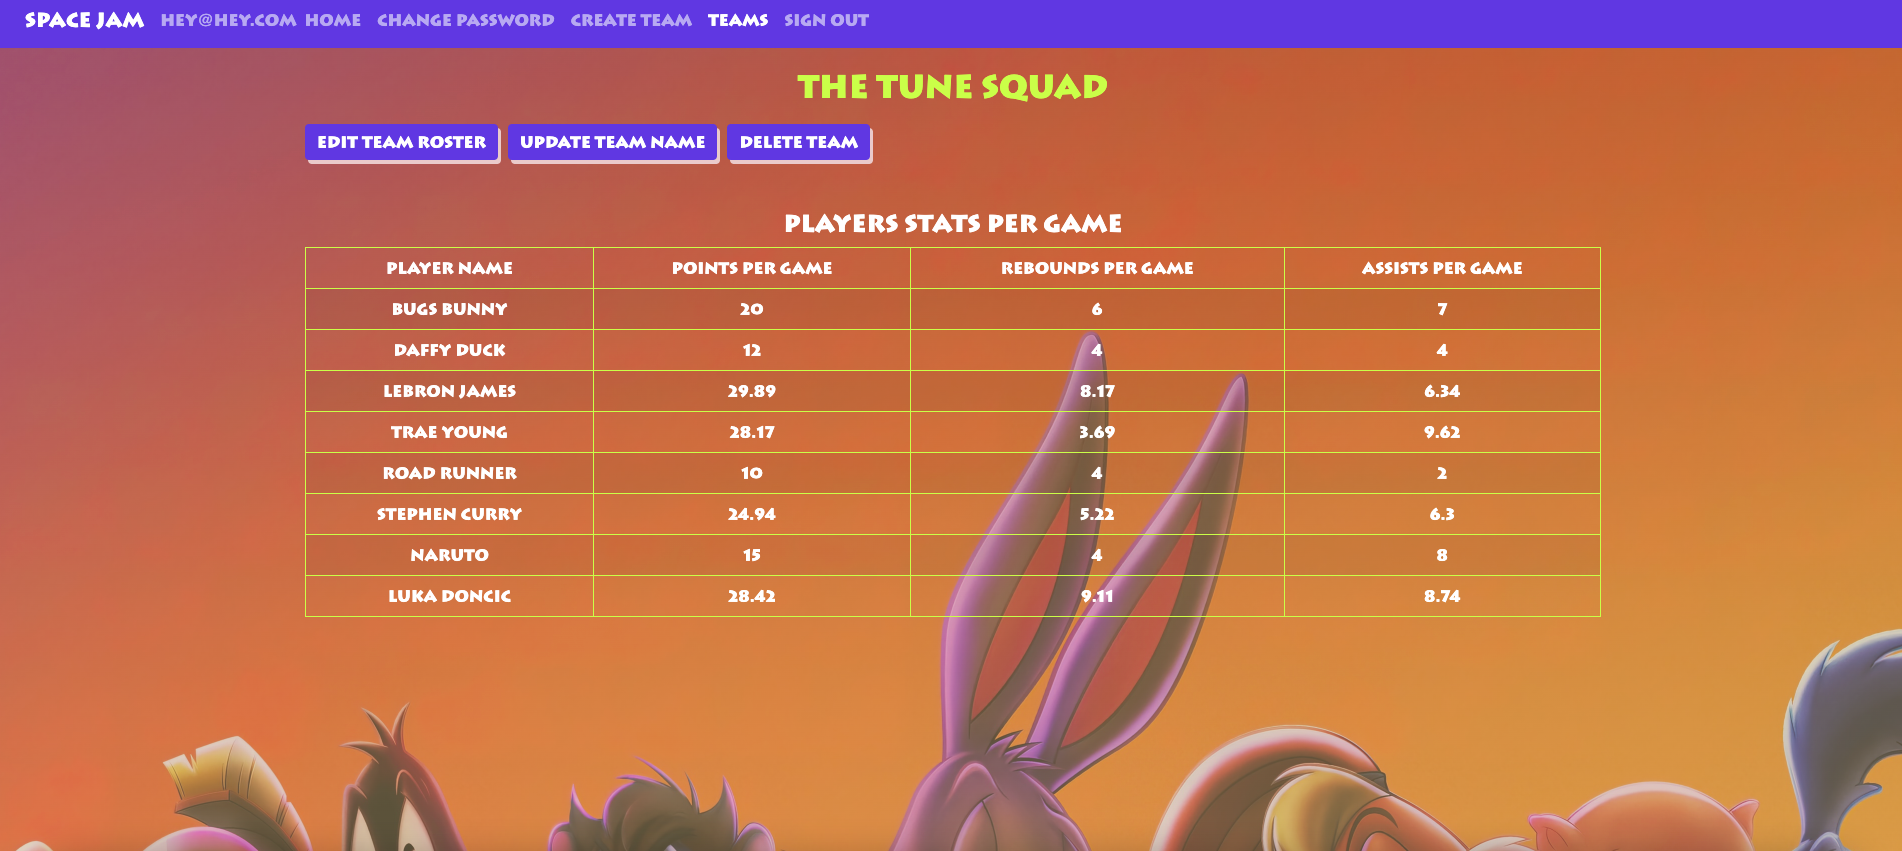 SPACE JAM HEY@HEY.COM HOME CHANGE PASSWORD CREATE TEAM TEAMS SIGN OUT
THE TUNE SQUAD
EDIT TEAM ROSTER UPDATE TEAM NAME DELETE TEAM
PLAYERS STATS PER GAME
PLAYER NAME POINTS PER GAME REBOUNDS PER GAME ASSISTS PER GAME
BUGS BUNNY 20 6 7
DAFFY DUCK 12 4 4
LEBRON JAMES 29.89 8.17 6.34
TRAE YOUNG 28.17 3.69 9.62
ROAD RUNNER 10 4 2
STEPHEN CURRY 24.94 5.22 6.3
NARUTO 15 4 8
LUKA DONCIC 28.42 9.11 8.74